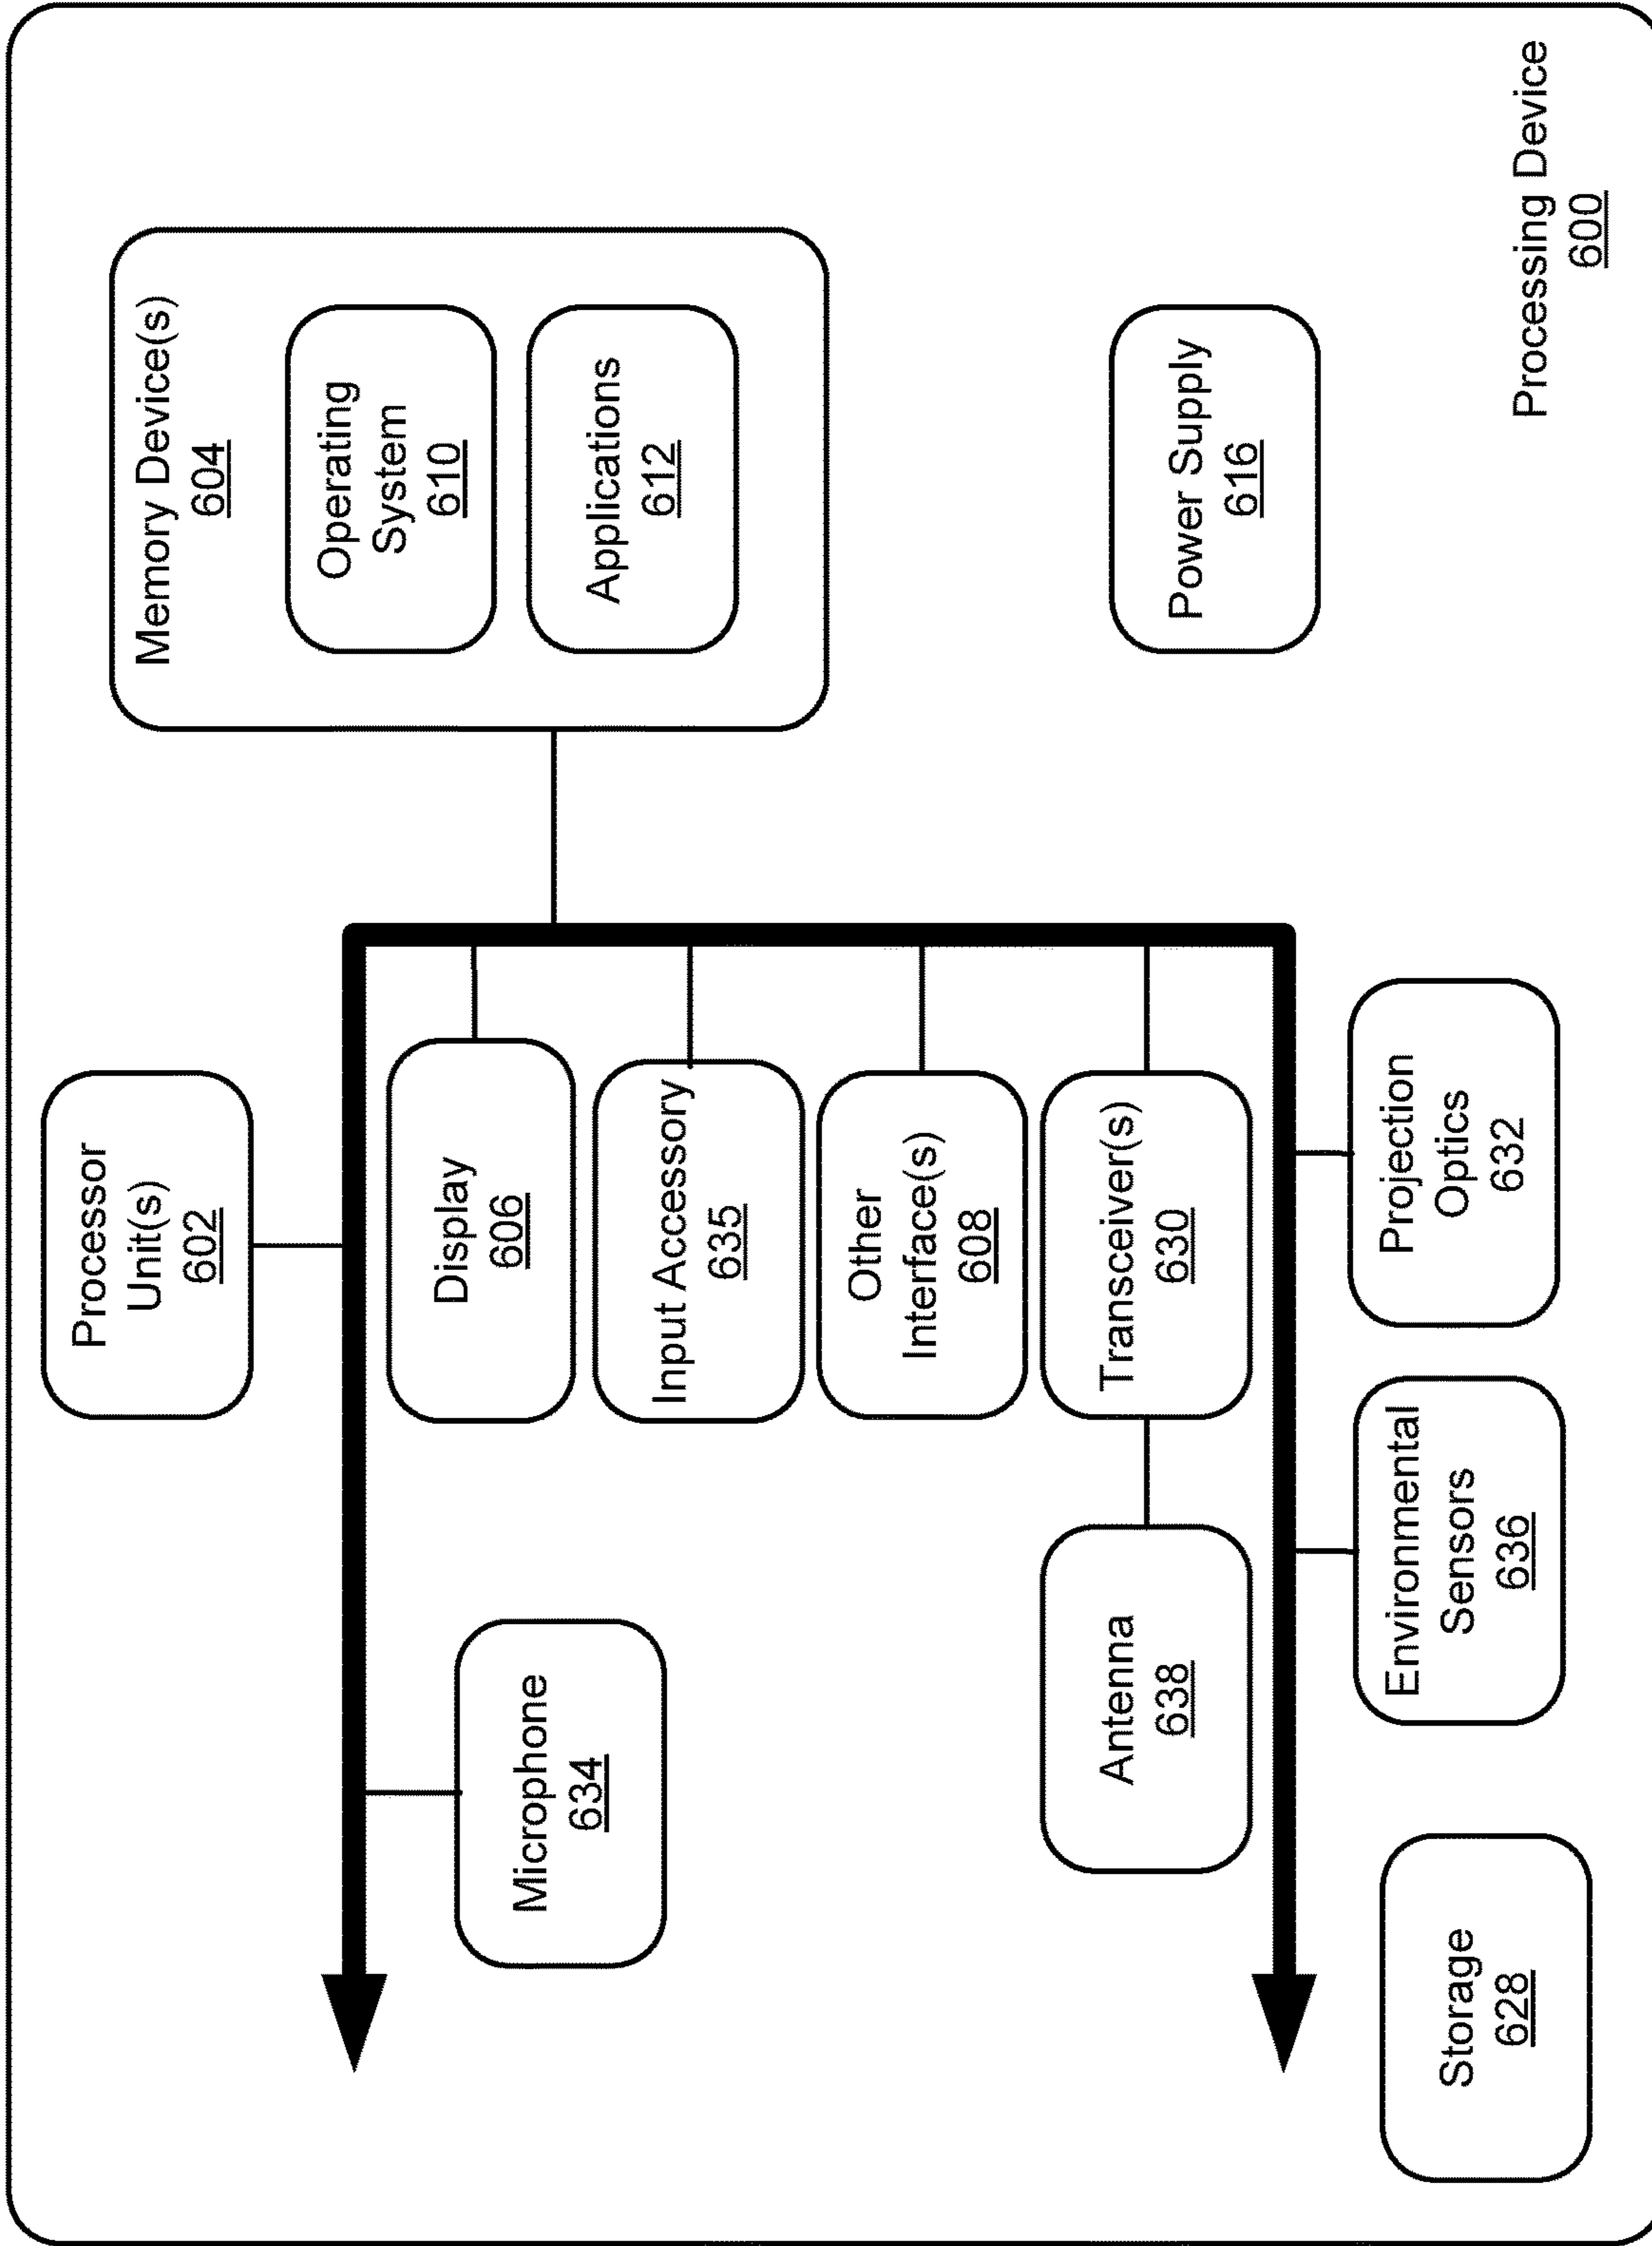 Processor
Unit(s)
602
Memory Device(s)
604
Operating
System
610
Applications
612
Display
606
Input Accessory
635
Other
Interface(s)
608
Transceiver(s)
630
Microphone
634
Antenna
638
Power Supply
616
Storage
628
Environmental
Sensors
636
Projection
Optics
632
Processing Device
600